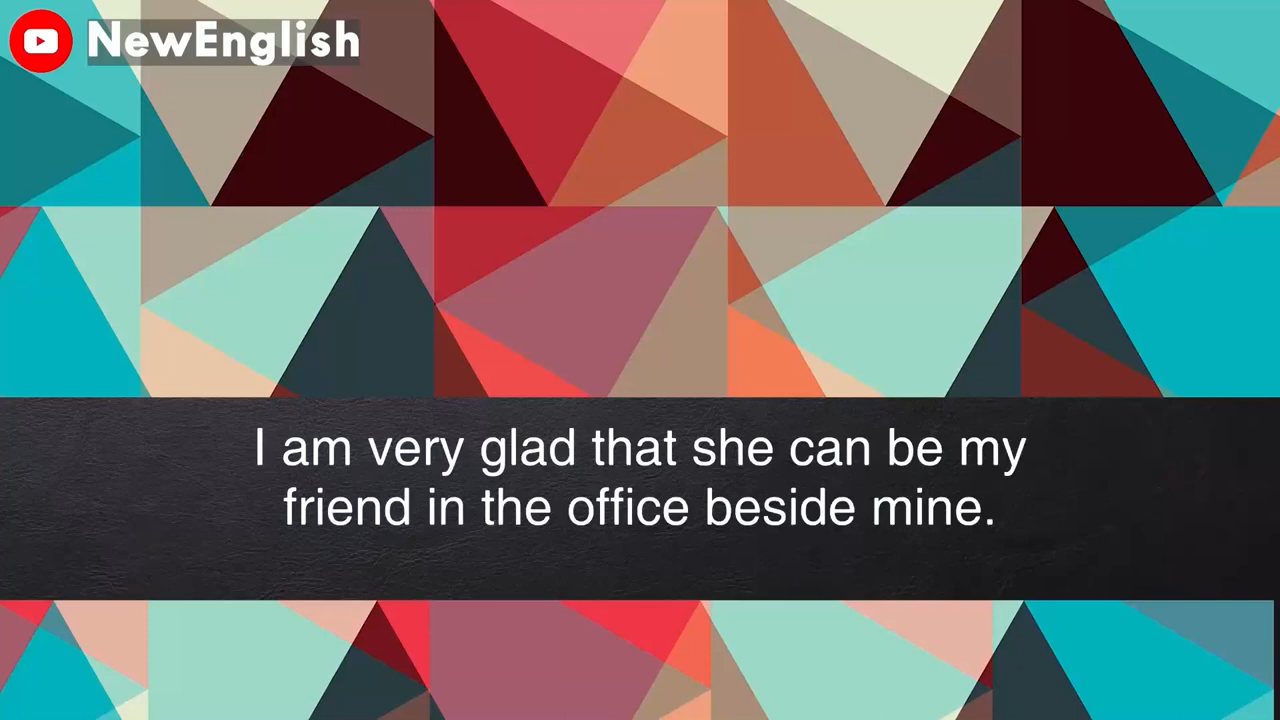 NewEnglish
I am very glad that she can be my
friend in the office beside mine.